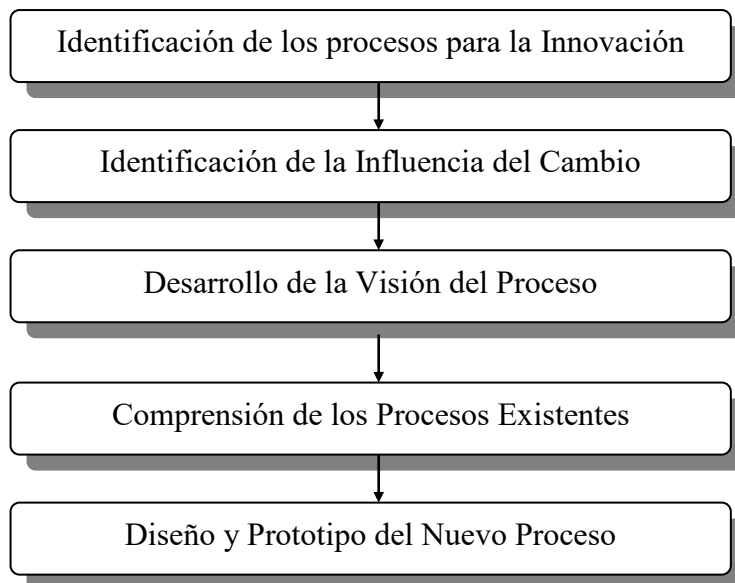 Identificación de los procesos para la Innovación
Identificación de la Influencia del Cambio
Desarrollo de la Visión del Proceso
Comprensión de los Procesos Existentes
Diseño y Prototipo del Nuevo Proceso